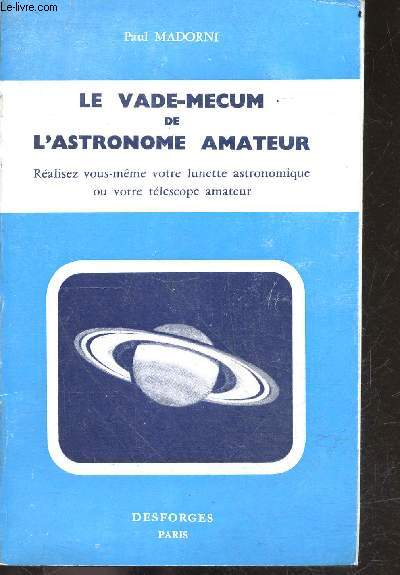 Le-livre.com
Paul MADORNI
LE VADE-MECUM
DE
L'ASTRONOME AMATEUR
Réalisez vous-même votre lunette astronomique
ou votre télescope amateur
DESFORGES
PARIS